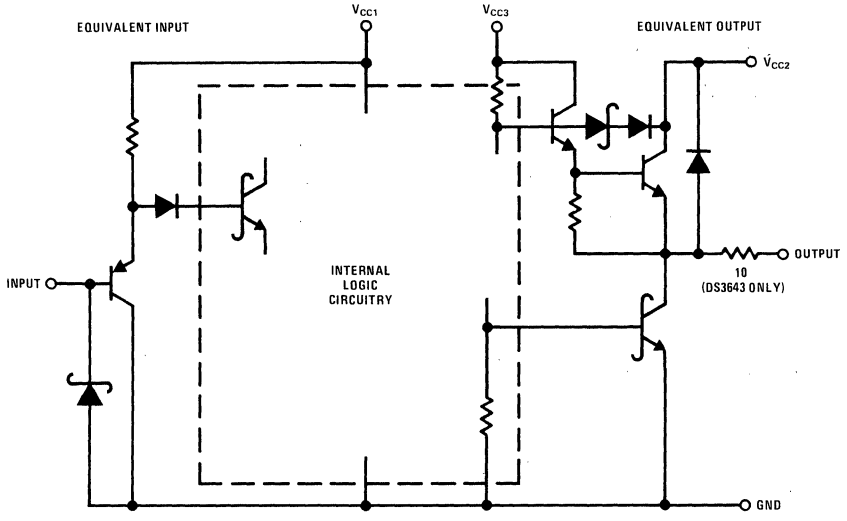 EQUIVALENT INPUT
VCC1
VCC3
EQUIVALENT OUTPUT
VCC2
INPUT
INTERNAL
LOGIC
CIRCUITRY
OUTPUT
10
(DS3643 ONLY)
GND